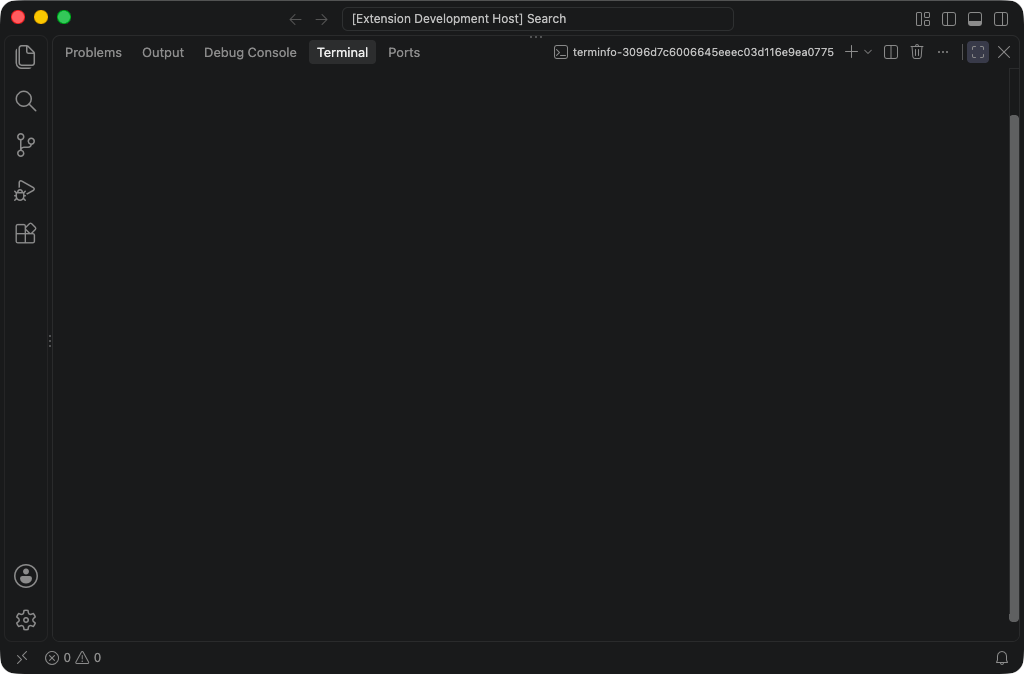 [Extension Development Host] Search
Problems Output Debug Console Terminal Ports terminfo-3096d7c6006645eeec03d116e9ea0775
0 0